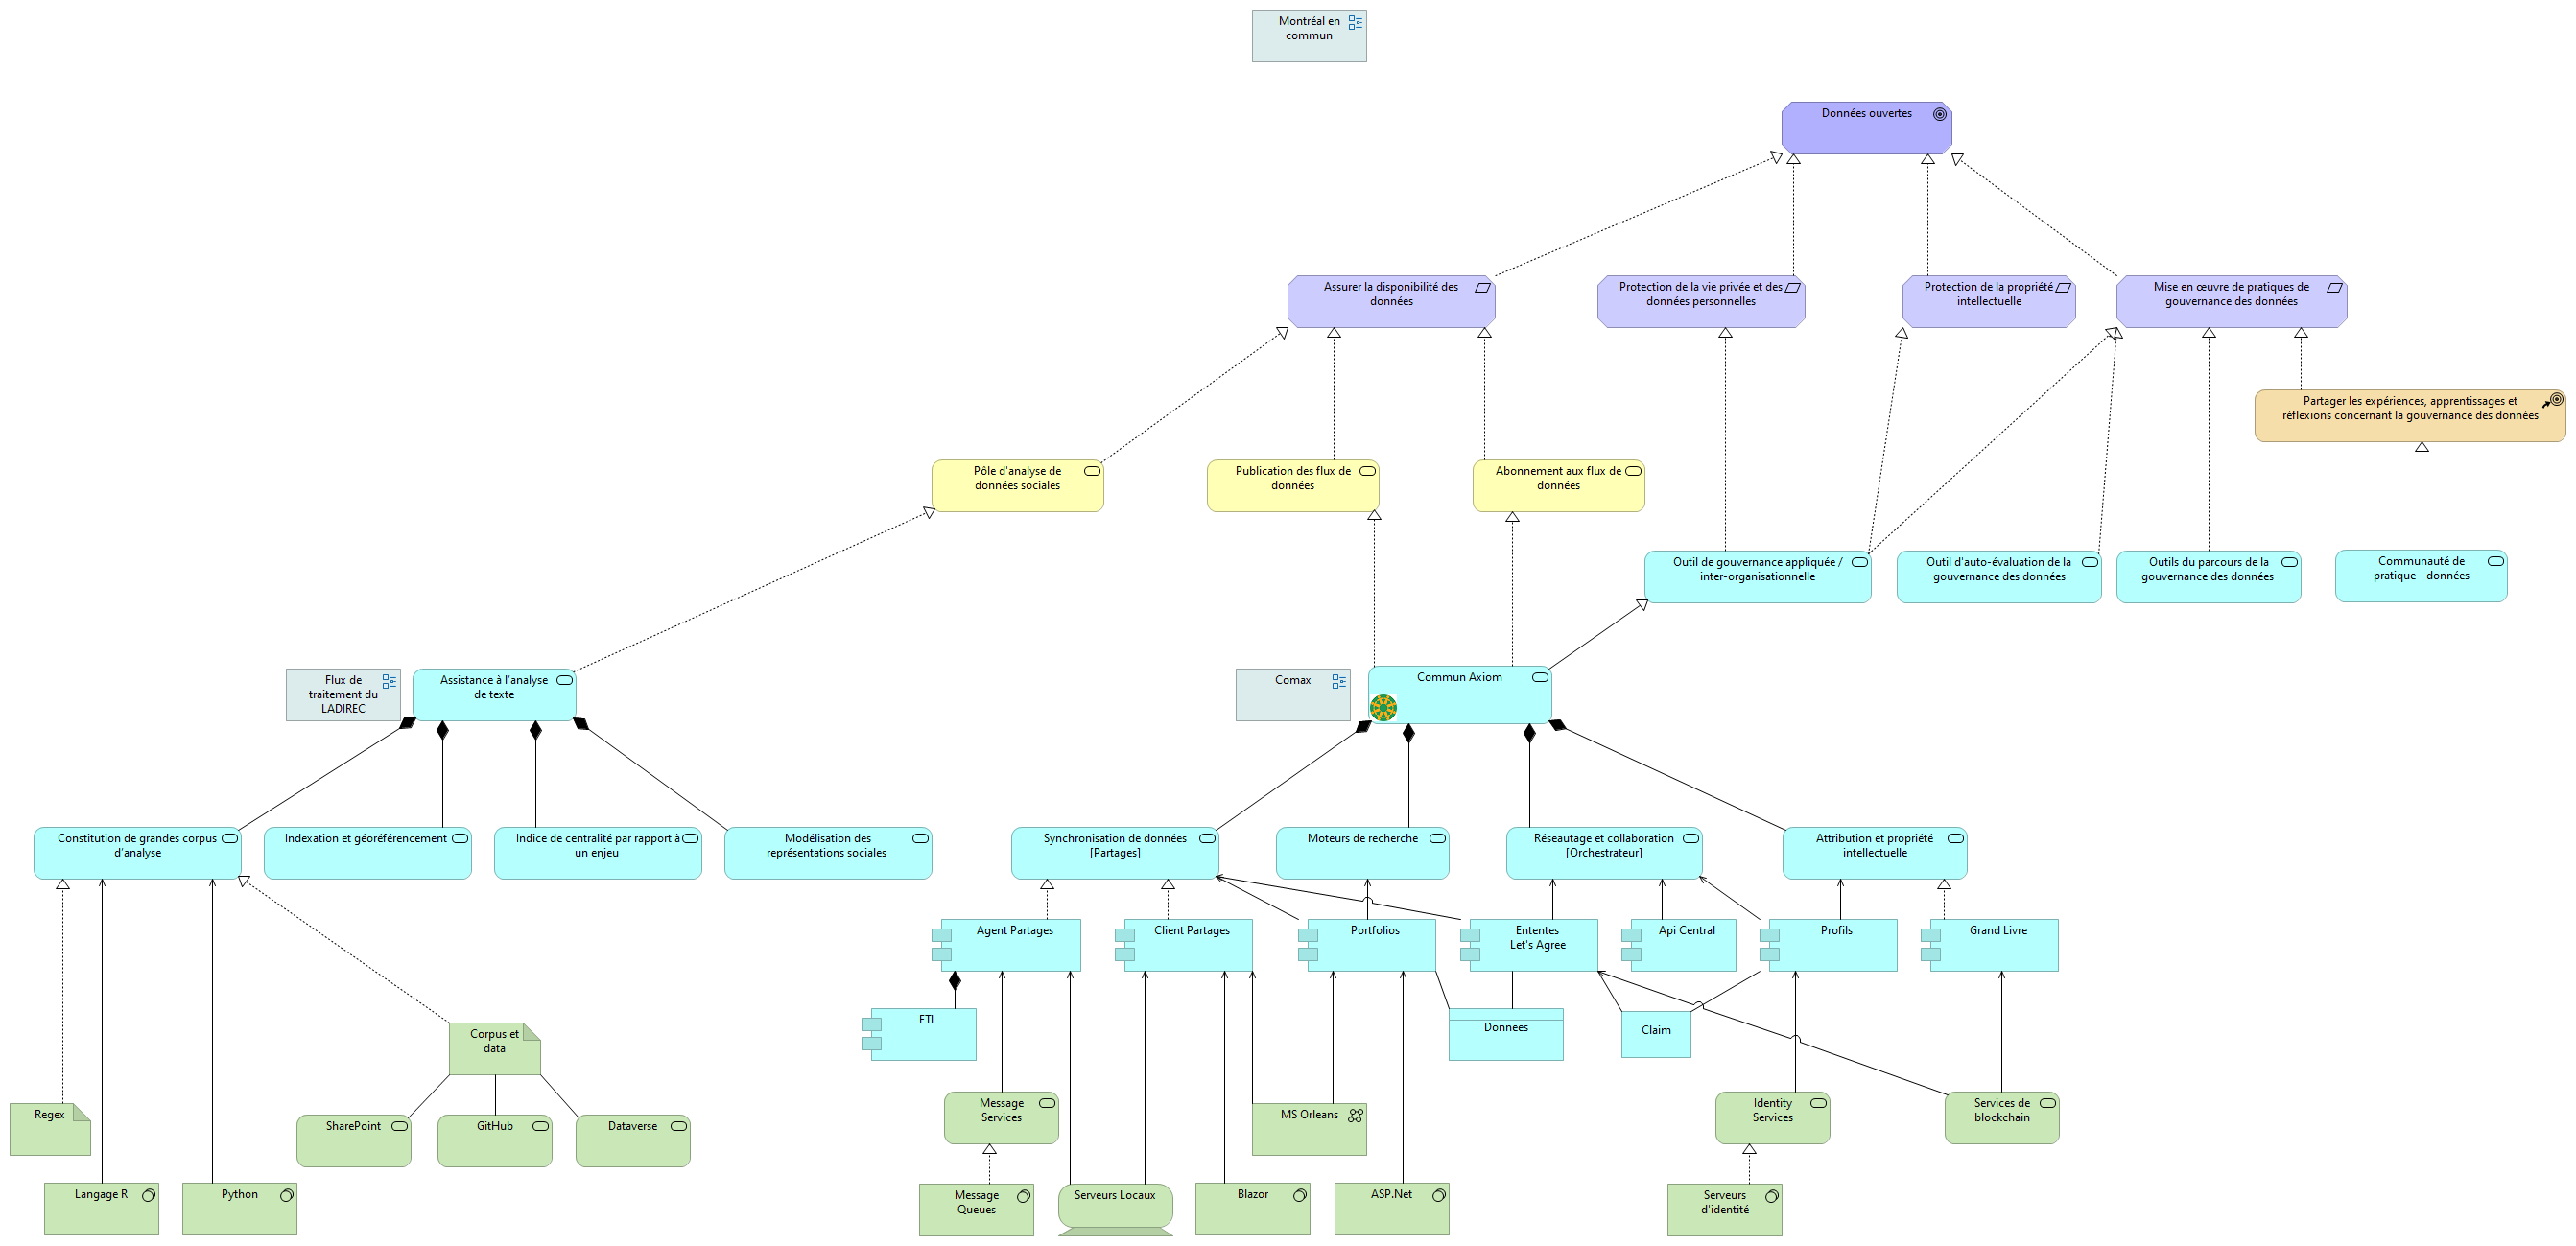 Montréal en
commun
Données ouvertes
Assurer la disponibilité des
données
Protection de la vie privée et des
données personnelles
Protection de la propriété
intellectuelle
Mise en œuvre de pratiques de
gouvernance des données
Partager les expériences, apprentissages et
réflexions concernant la gouvernance des données
Pôle d'analyse de
données sociales
Publication des flux de
données
Abonnement aux flux de
données
Outil de gouvernance appliquée /
inter-organisationnelle
Outil d'auto-évaluation de la
gouvernance des données
Outils du parcours de la
gouvernance des données
Communauté de
pratique - données
Flux de
traitement du
LADIREC
Assistance à l'analyse
de texte
Comax
Commun Axiom
Constitution de grandes corpus
d'analyse
Indexation et géoréférencement
Indice de centralité par rapport à
un enjeu
Modélisation des
représentations sociales
Synchronisation de données
[Partages]
Moteurs de recherche
Réseautage et collaboration
[Orchestrateur]
Attribution et propriété
intellectuelle
Agent Partages
Client Partages
Portfolios
Ententes
Let's Agree
Api Central
Profils
Grand Livre
ETL
Donnees
Claim
Corpus et
data
Regex
SharePoint
GitHub
Dataverse
Message
Services
MS Orleans
Identity
Services
Services de
blockchain
Langage R
Python
Message
Queues
Serveurs Locaux
Blazor
ASP.Net
Serveurs
d'identité